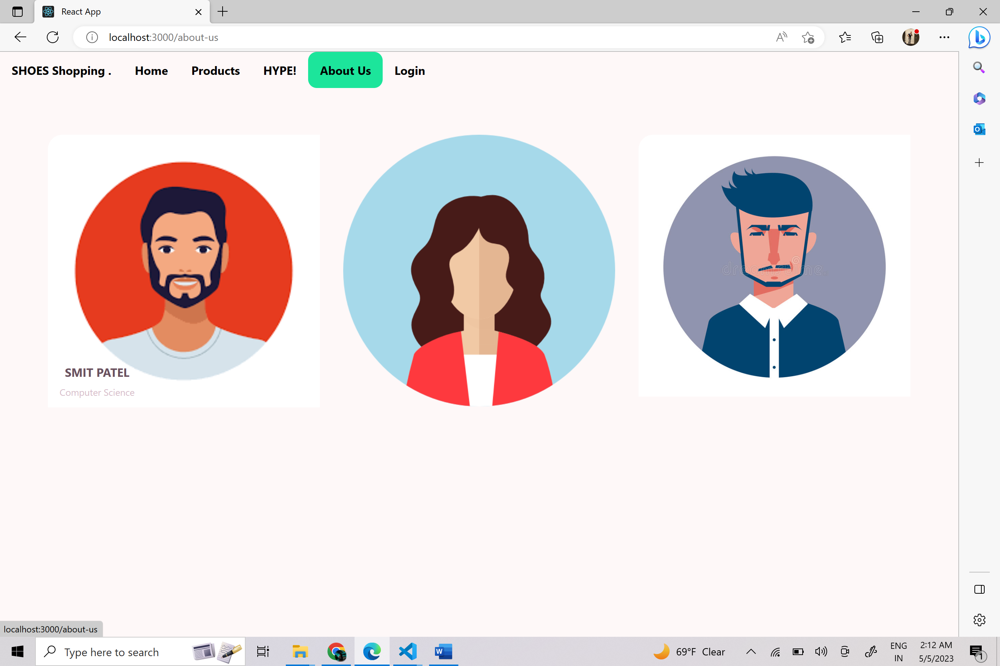 React App
localhost:3000/about-us
SHOES Shopping .
Home
Products
HYPE!
About Us
Login
dreamstime
SMIT PATEL
Computer Science
localhost:3000/about-us
Type here to search
69°F Clear
ENG
IN
2:12 AM
5/5/2023
1